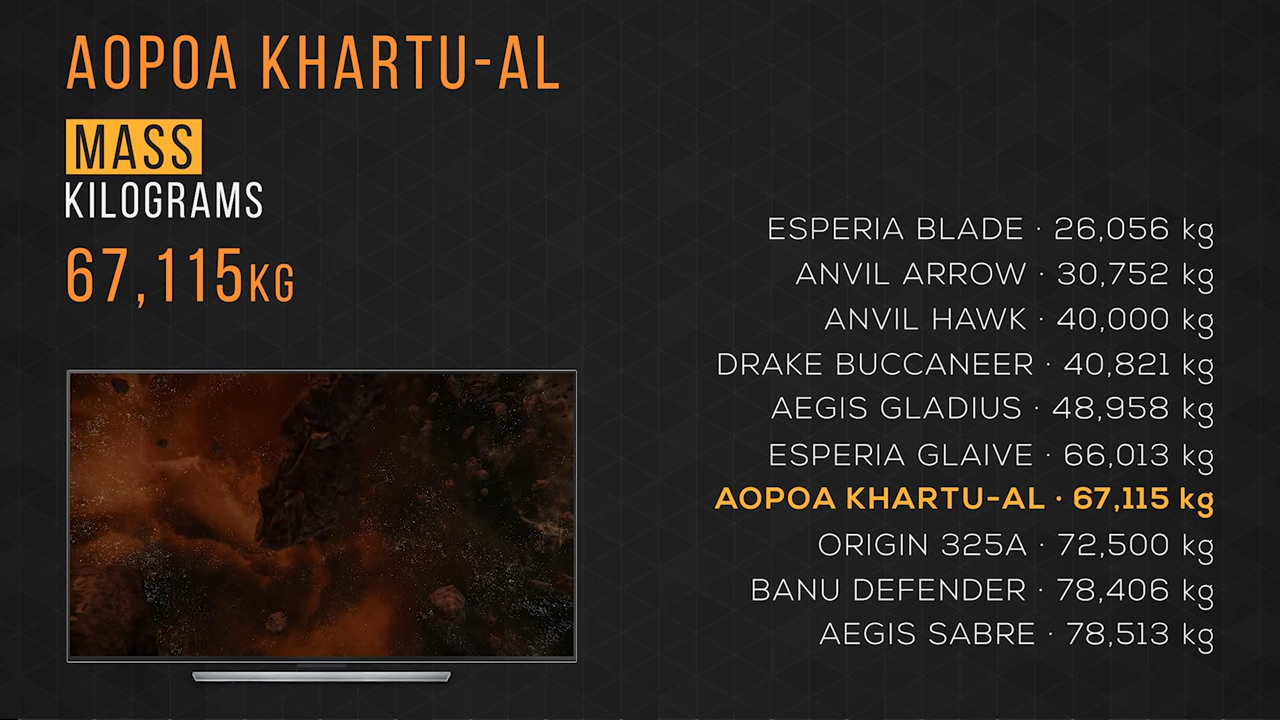 AOPOA KHARTU-AL
MASS
KILOGRAMS
67,115KG
ESPERIA BLADE · 26,056 kg
ANVIL ARROW · 30,752 kg
ANVIL HAWK · 40,000 kg
DRAKE BUCCANEER · 40,821 kg
AEGIS GLADIUS · 48,958 kg
ESPERIA GLAIVE · 66,013 kg
AOPOA KHARTU-AL · 67,115 kg
ORIGIN 325A · 72,500 kg
BANU DEFENDER · 78,406 kg
AEGIS SABRE · 78,513 kg